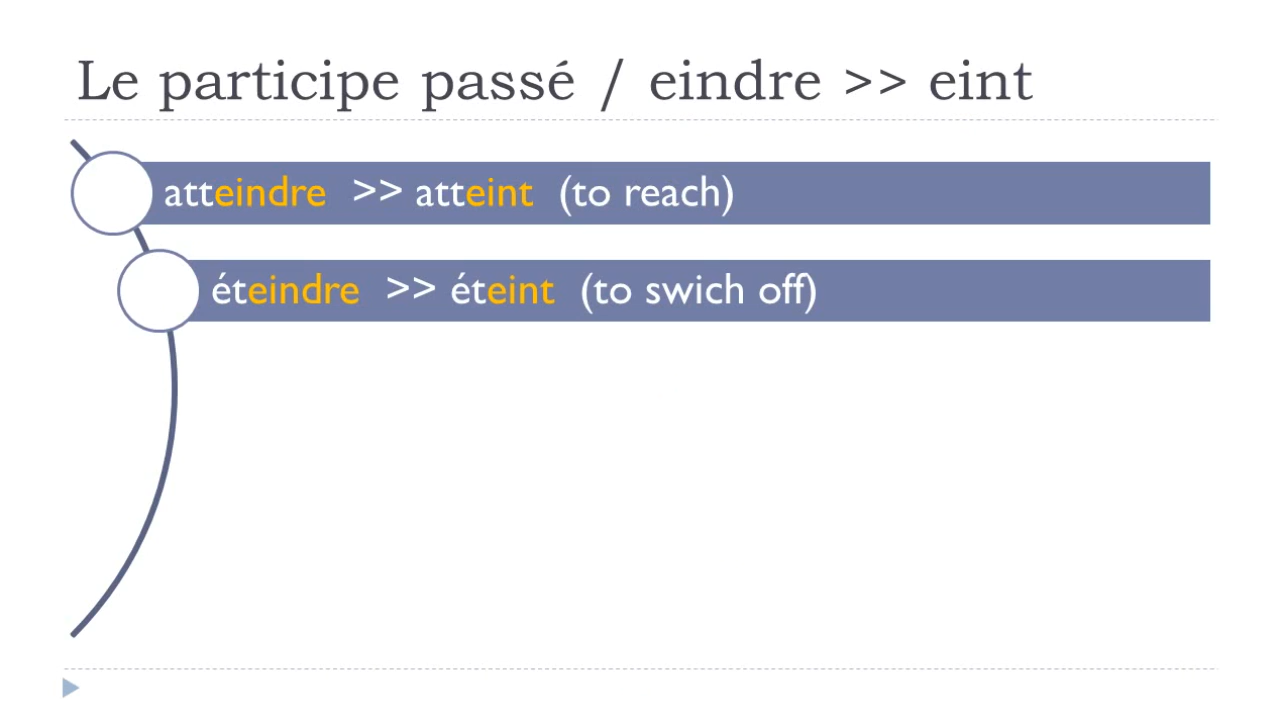 Le participe passé / eindre >> eint
atteindre >> atteint (to reach)
éteindre >> éteint (to swich off)